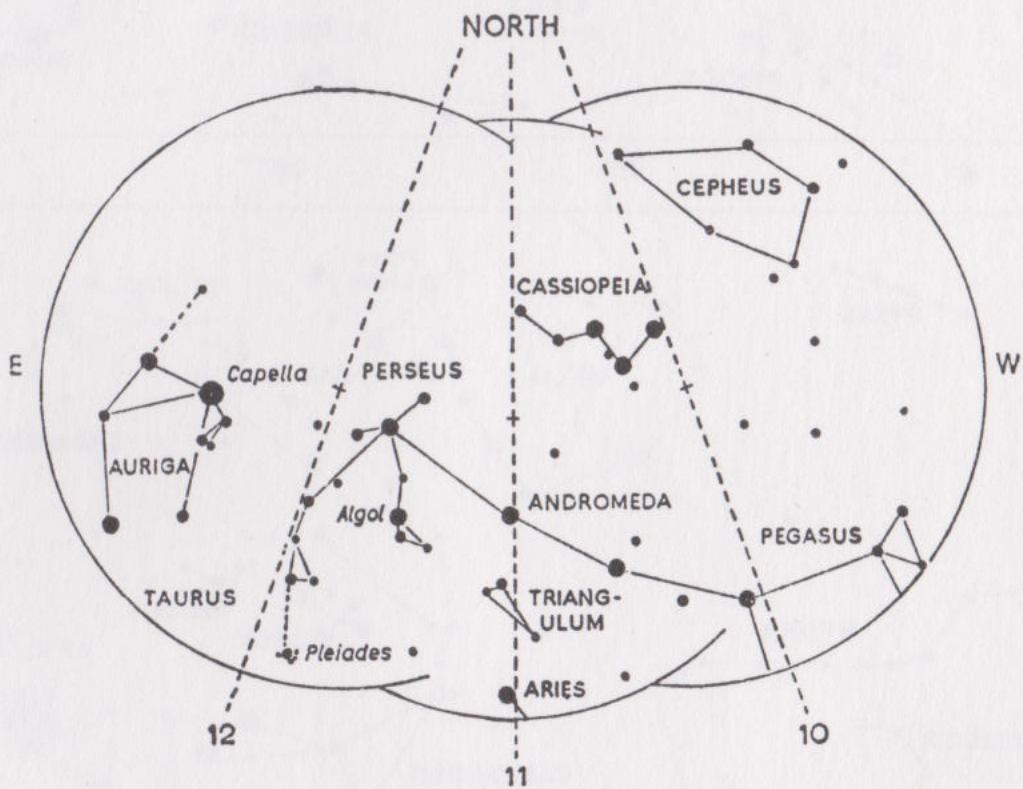 NORTH
CEPHEUS
CASSIOPEIA
E
W
Capella
PERSEUS
AURIGA
Algol
ANDROMEDA
PEGASUS
TAURUS
TRIANG-
ULUM
Pleiades
ARIES
12
10
11